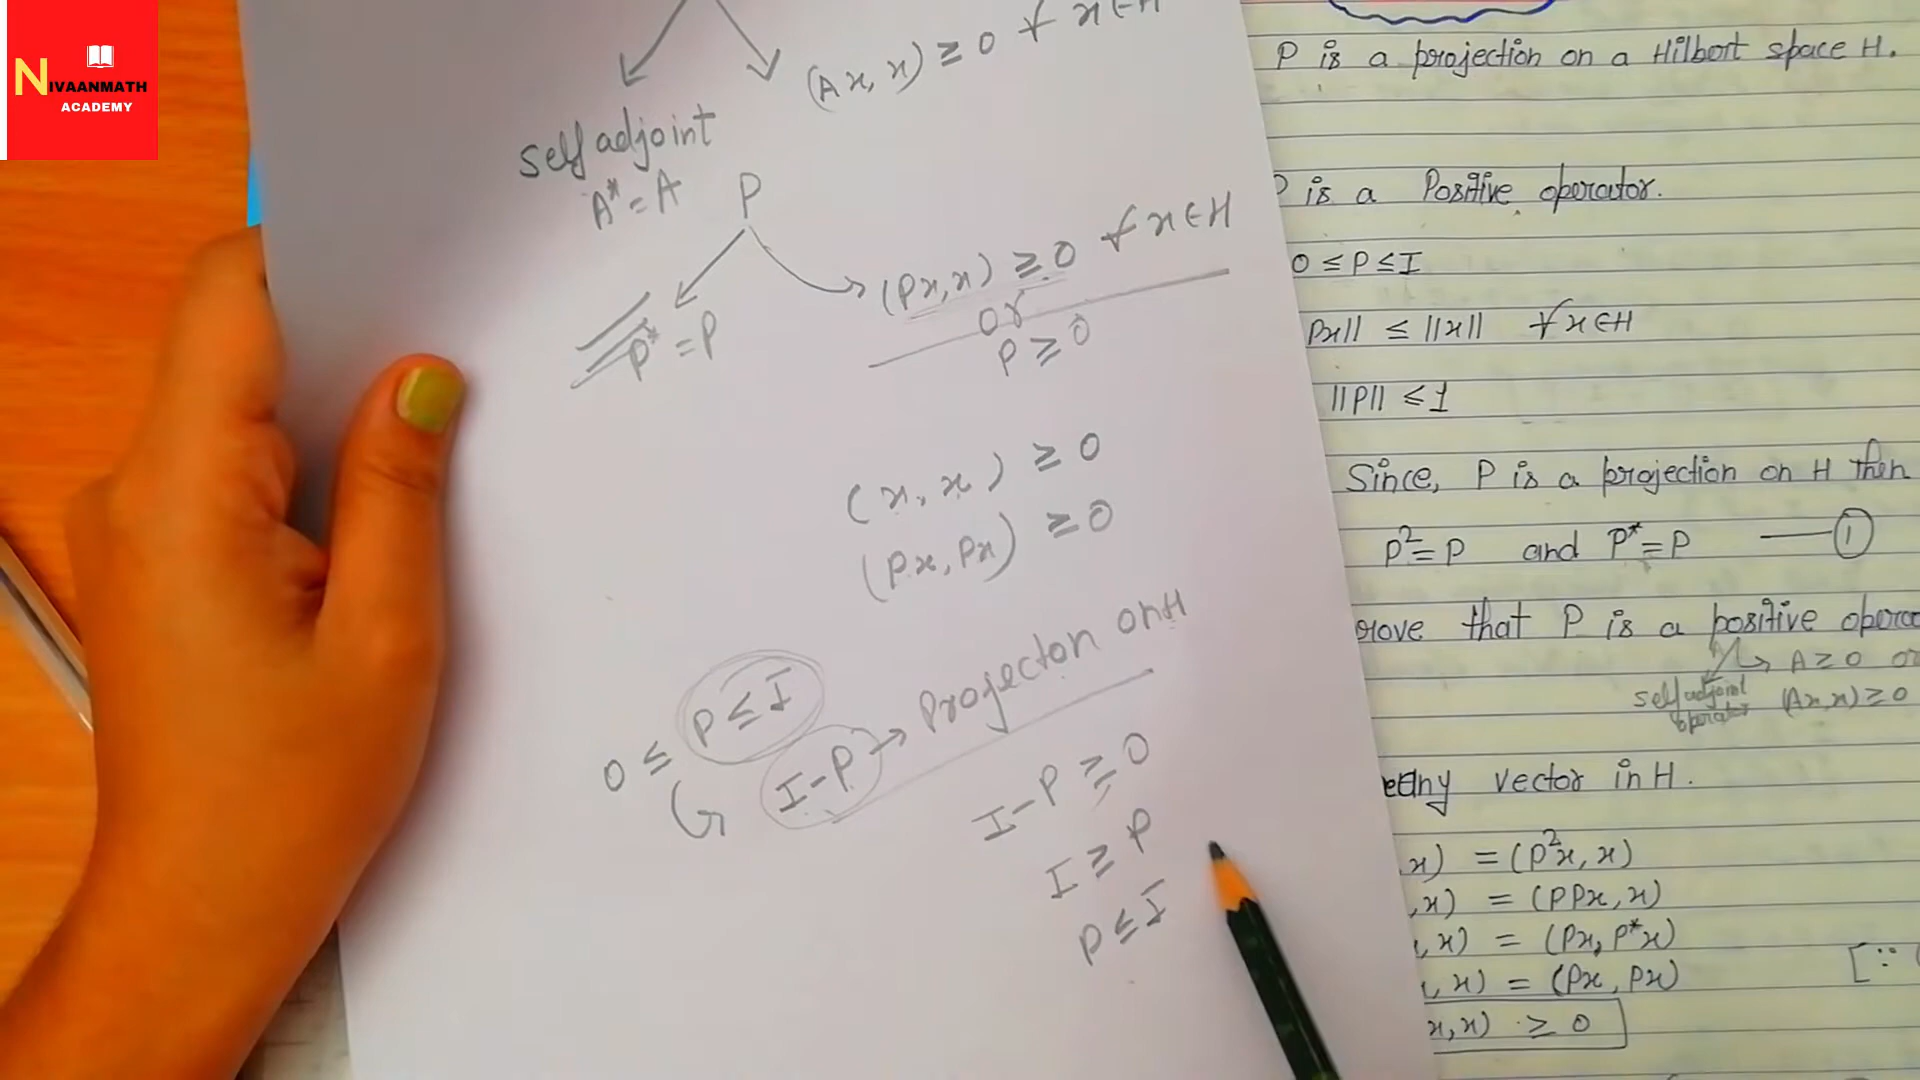 NIVAANMATH
ACADEMY
(Ax, x) ≥ 0 ∀ x ∈ H
self adjoint
A* = A
P
P* = P
(Px, x) ≥ 0 ∀ x ∈ H
or
P ≥ 0
(x, x) ≥ 0
(Px, Px) ≥ 0
0 ≤ P ≤ I
I-P → Projecton on H
I-P ≥ 0
I ≥ P
P ≤ I
P is a projection on a Hilbert space H.
P is a Positive operator.
0 ≤ P ≤ I
Px|| ≤ ||x|| ∀ x ∈ H
||P|| ≤ 1
Since, P is a projection on H then
P² = P and P* = P — ①
rove that P is a positive opera
A ≥ 0 or
self adjoint (Ax, x) ≥ 0
operator
any vector in H.
x) = (P²x, x)
, x) = (PPx, x)
, x) = (Px, P*x)
, x) = (Px, Px) [∵
x, x) ≥ 0